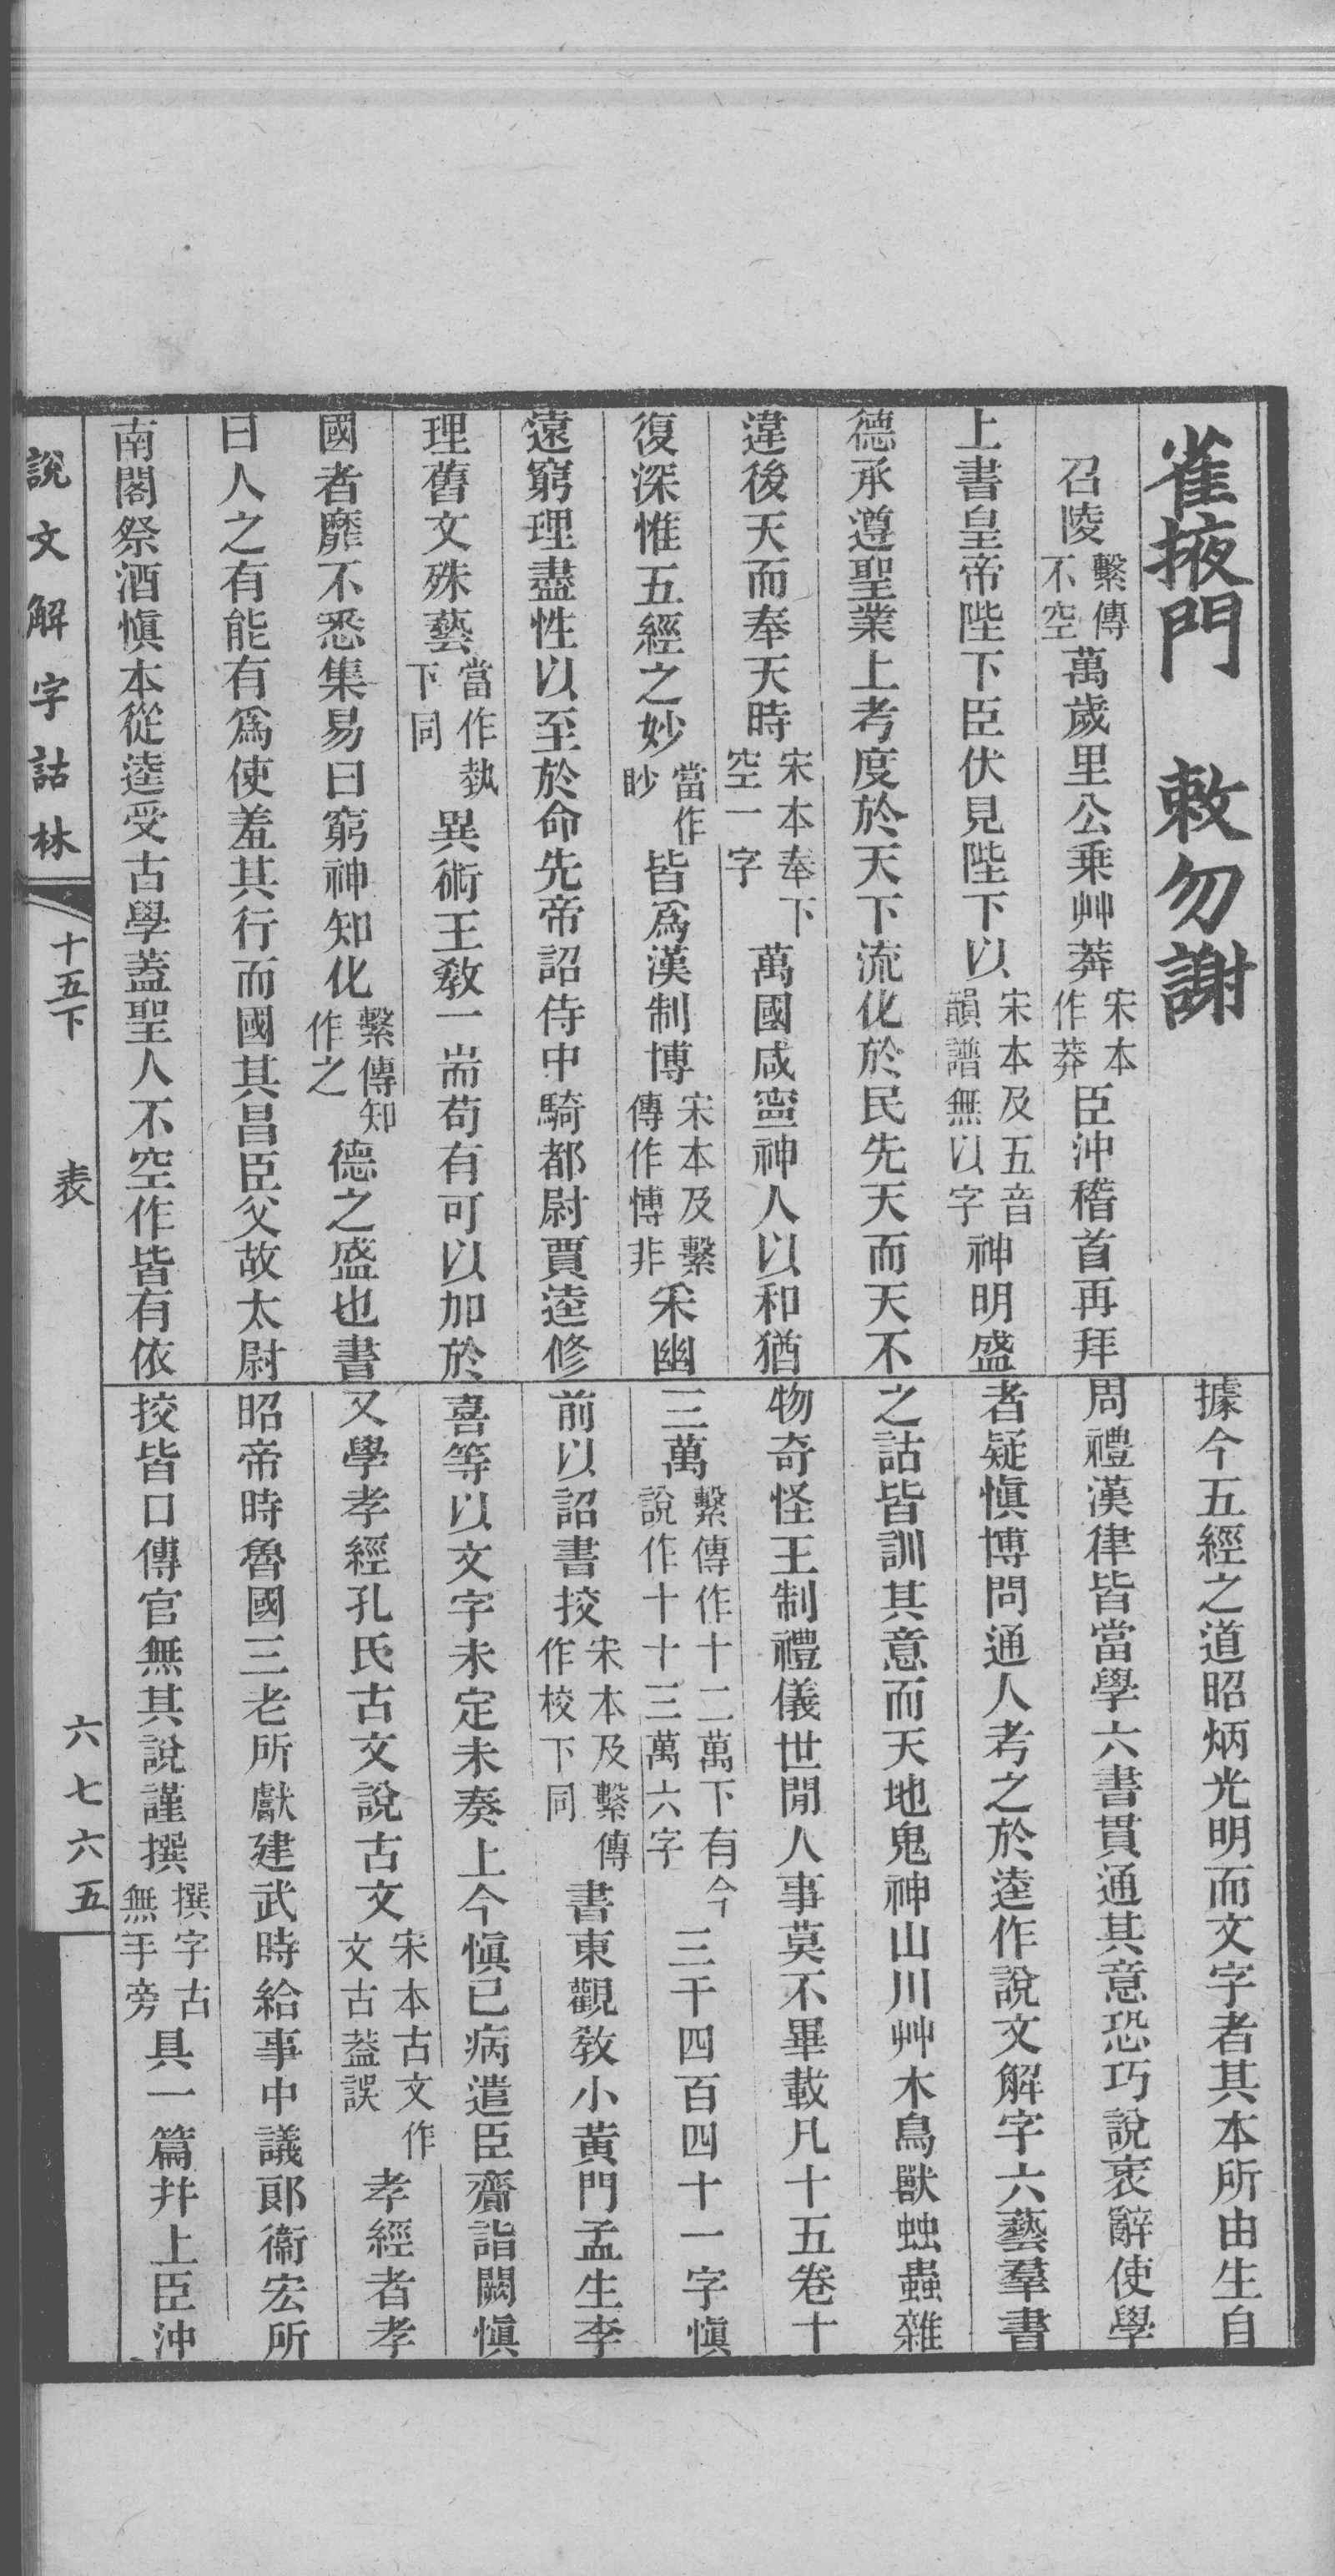 雀掖門　敕勿謝
召陵繫傳不空萬歲里公乘艸莽宋本作莽臣沖稽首再拜
上書皇帝陛下臣伏見陛下以宋本及五音韻譜無以字神明盛
德承遵聖業上考度於天下流化於民先天而天不
違後天而奉天時宋本奉下空一字萬國咸寧神人以和猶
復深惟五經之妙當作眇皆爲漢制博宋本及繫傳作愽非采幽
遠窮理盡性以至於命先帝詔侍中騎都尉賈逵修
理舊文殊藝當作埶下同異術王教一耑苟有可以加於
國者靡不悉集易曰窮神知化繫傳知作之德之盛也書
曰人之有能有爲使羞其行而國其昌臣父故太尉
南閣祭酒愼本從逵受古學蓋聖人不空作皆有依
據今五經之道昭炳光明而文字者其本所由生自
周禮漢律皆當學六書貫通其意恐巧說衺辭使學
者疑愼博問通人考之於逵作說文解字六藝羣書
之詁皆訓其意而天地鬼神山川艸木鳥獸䖵蟲雜
物奇怪王制禮儀世閒人事莫不畢載凡十五卷十
三萬繫傳作十二萬下有今說作十十三萬六字三千四百四十一字愼
前以詔書挍宋本及繫傳作校下同書東觀教小黃門孟生李
喜等以文字未定未奏上今愼已病遣臣齎詣闕愼
又學孝經孔氏古文說古文宋本古文作文古葢誤孝經者孝
昭帝時魯國三老所獻建武時給事中議郎衞宏所
挍皆口傳官無其說謹撰撰字古無手旁具一篇幷上臣沖
說文解字詁林
十五下
表
六七六五